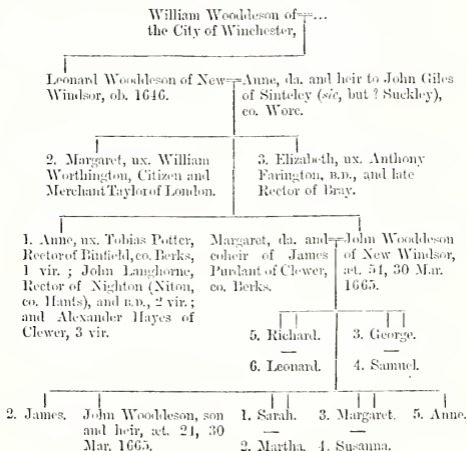 William Wooddeson of=...
the City of Winchester,
Leonard Wooddeson of New=Anne, da. and heir to John Giles
Windsor, ob. 1646.
of Sinteley (sic, but ? Suckley),
co. Worc.
2. Margaret, ux. William
Worthington, Citizen and
Merchant Taylor of London.
3. Elizabeth, ux. Anthony
Farington, B.D., and late
Rector of Bray.
1. Anne, ux. Tobias Potter,
Rector of Binfield, co. Berks,
1 vir. ; John Langhorne,
Rector of Nighton (Niton,
co. Hants), and B.D., 2 vir. ;
and Alexander Hayes of
Clewer, 3 vir.
Margaret, da. and=John Wooddeson
coheir of James
Purdant of Clewer,
co. Berks.
of New Windsor,
æt. 54, 30 Mar.
1665.
5. Richard.
—
6. Leonard.
3. George.
—
4. Samuel.
2. James.
John Wooddeson, son
and heir, æt. 24, 30
Mar. 1665.
1. Sarah.
—
2. Martha.
3. Margaret.
—
4. Susanna.
5. Anne.